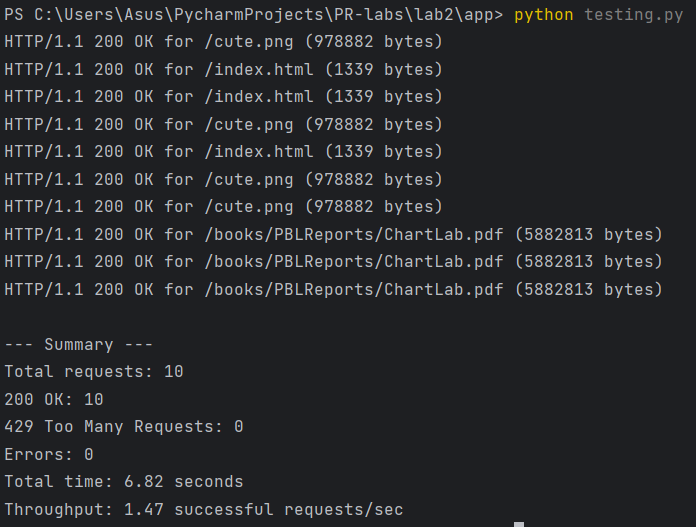 PS C:\Users\Asus\PycharmProjects\PR-labs\lab2\app> python testing.py
HTTP/1.1 200 OK for /cute.png (978882 bytes)
HTTP/1.1 200 OK for /index.html (1339 bytes)
HTTP/1.1 200 OK for /index.html (1339 bytes)
HTTP/1.1 200 OK for /cute.png (978882 bytes)
HTTP/1.1 200 OK for /index.html (1339 bytes)
HTTP/1.1 200 OK for /cute.png (978882 bytes)
HTTP/1.1 200 OK for /cute.png (978882 bytes)
HTTP/1.1 200 OK for /books/PBLReports/ChartLab.pdf (5882813 bytes)
HTTP/1.1 200 OK for /books/PBLReports/ChartLab.pdf (5882813 bytes)
HTTP/1.1 200 OK for /books/PBLReports/ChartLab.pdf (5882813 bytes)
--- Summary ---
Total requests: 10
200 OK: 10
429 Too Many Requests: 0
Errors: 0
Total time: 6.82 seconds
Throughput: 1.47 successful requests/sec